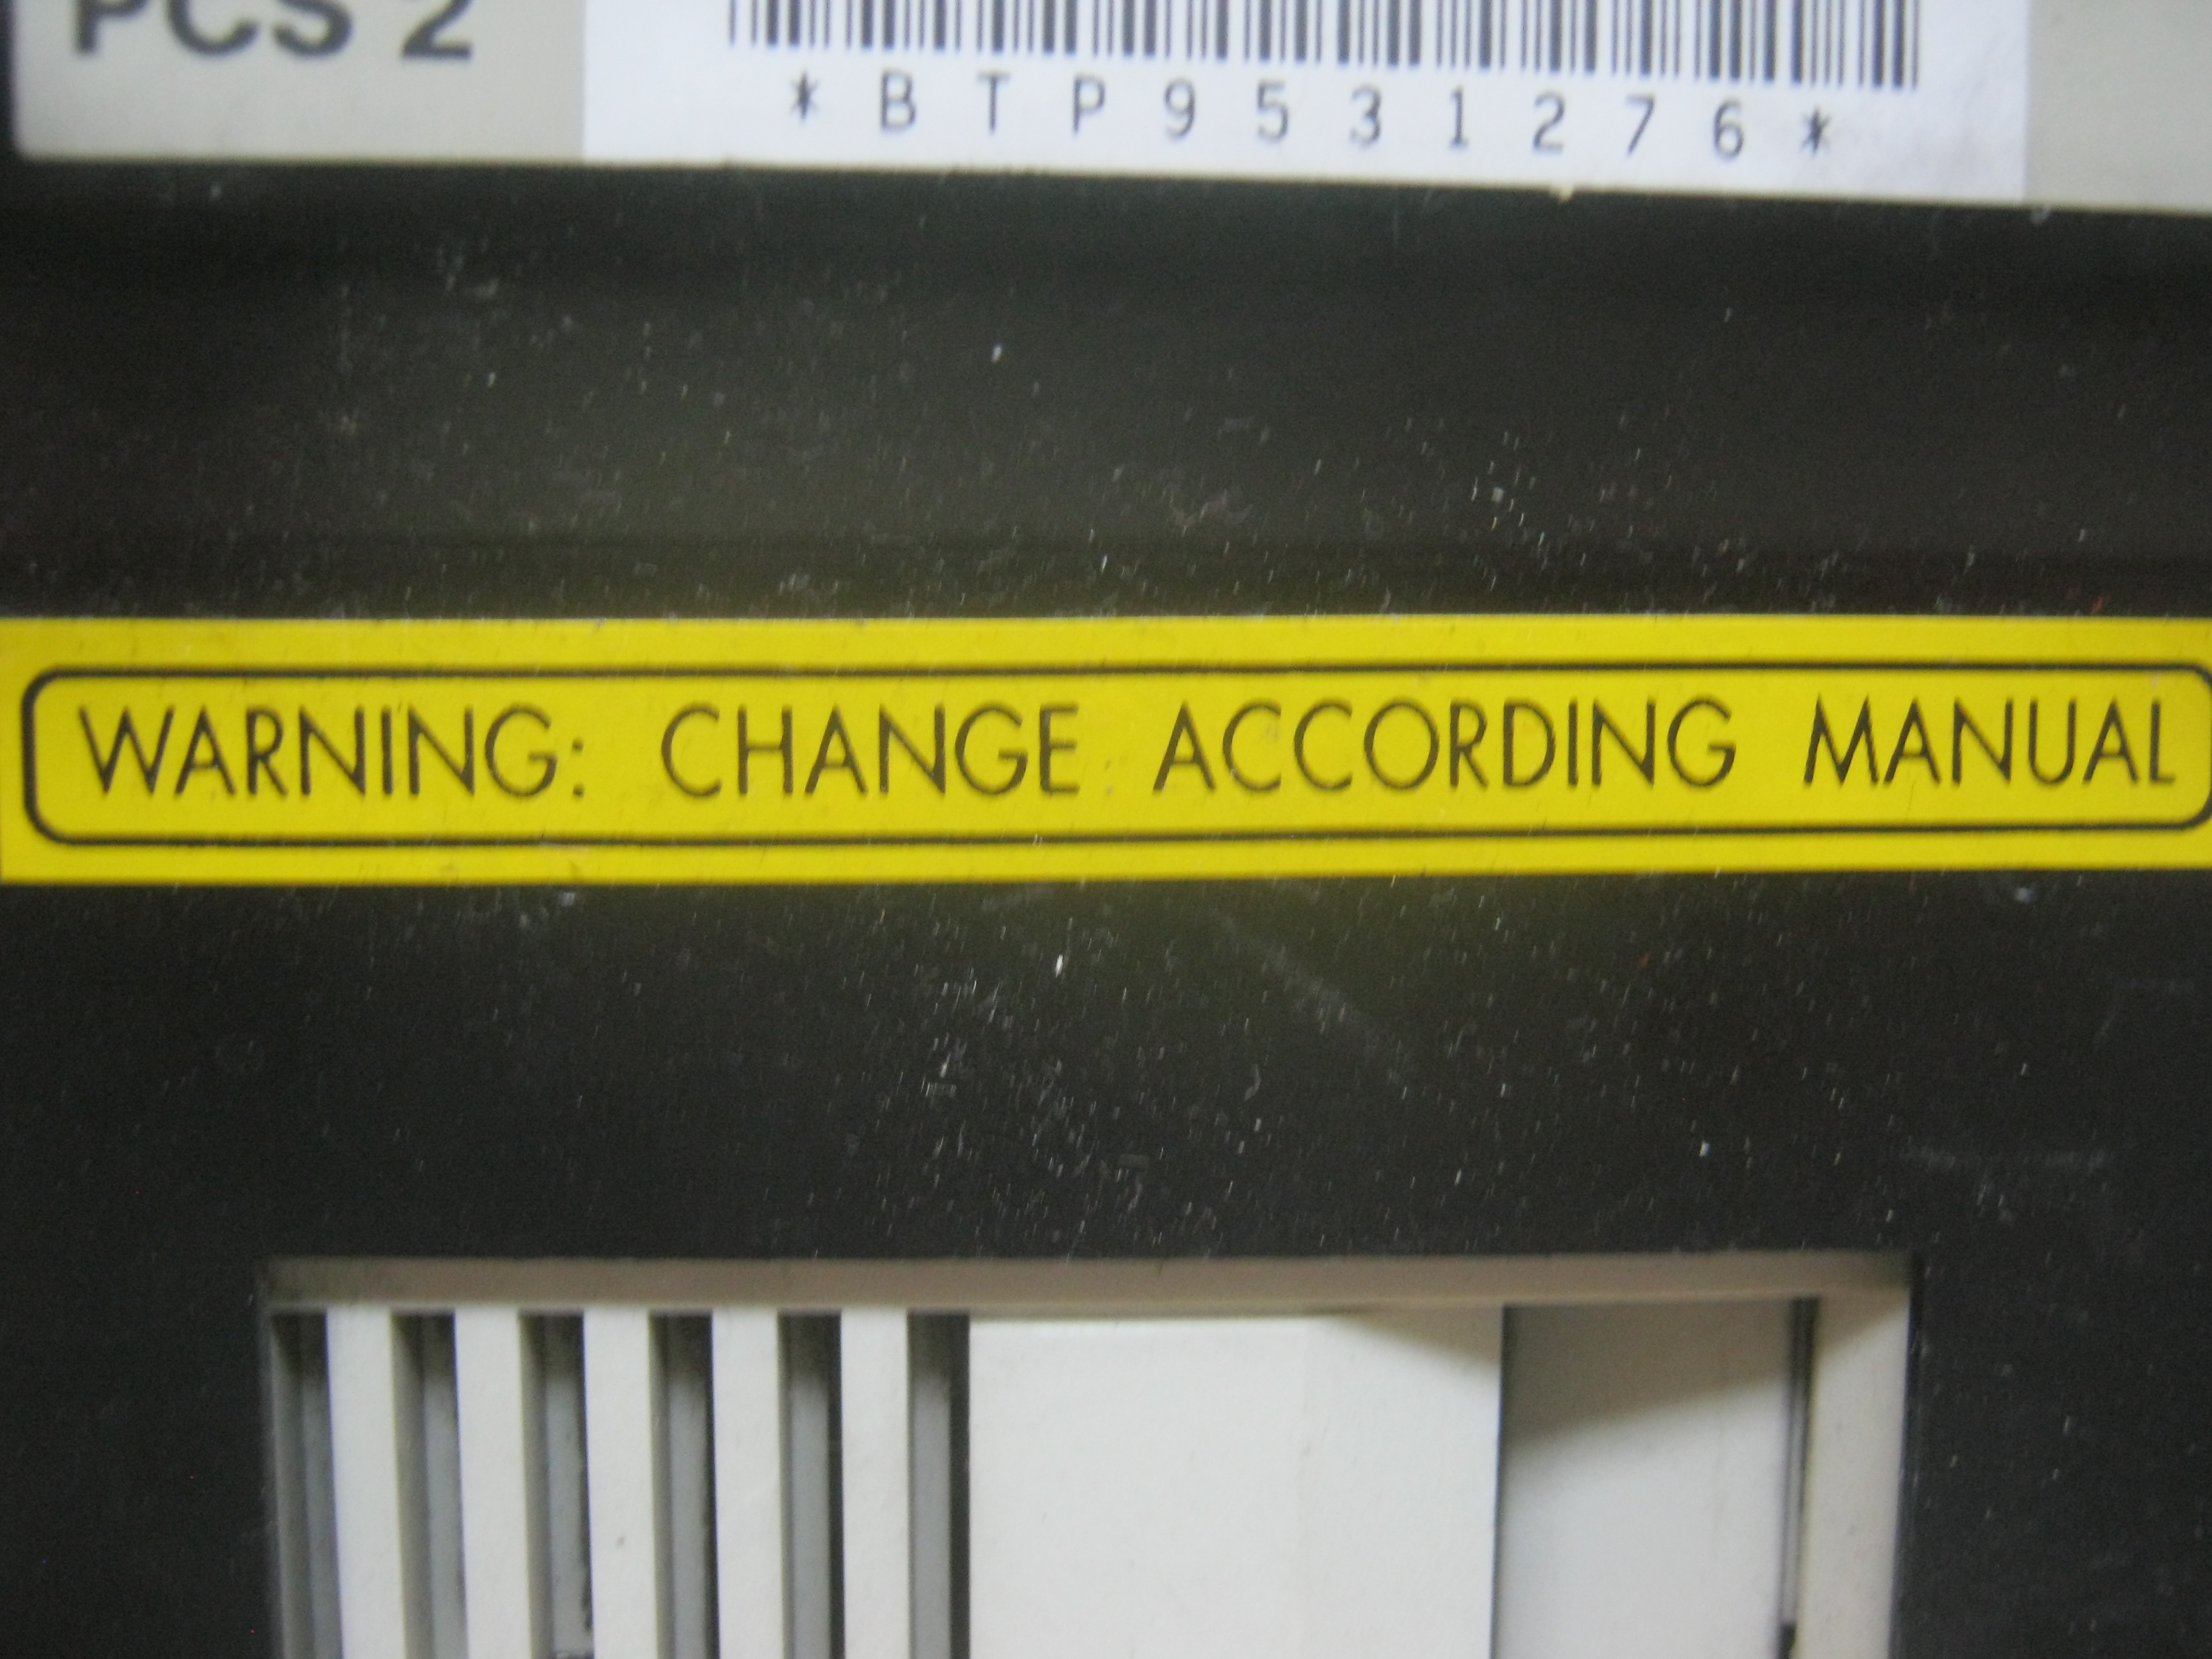 PCS 2
*BTP9531276*
WARNING: CHANGE ACCORDING MANUAL